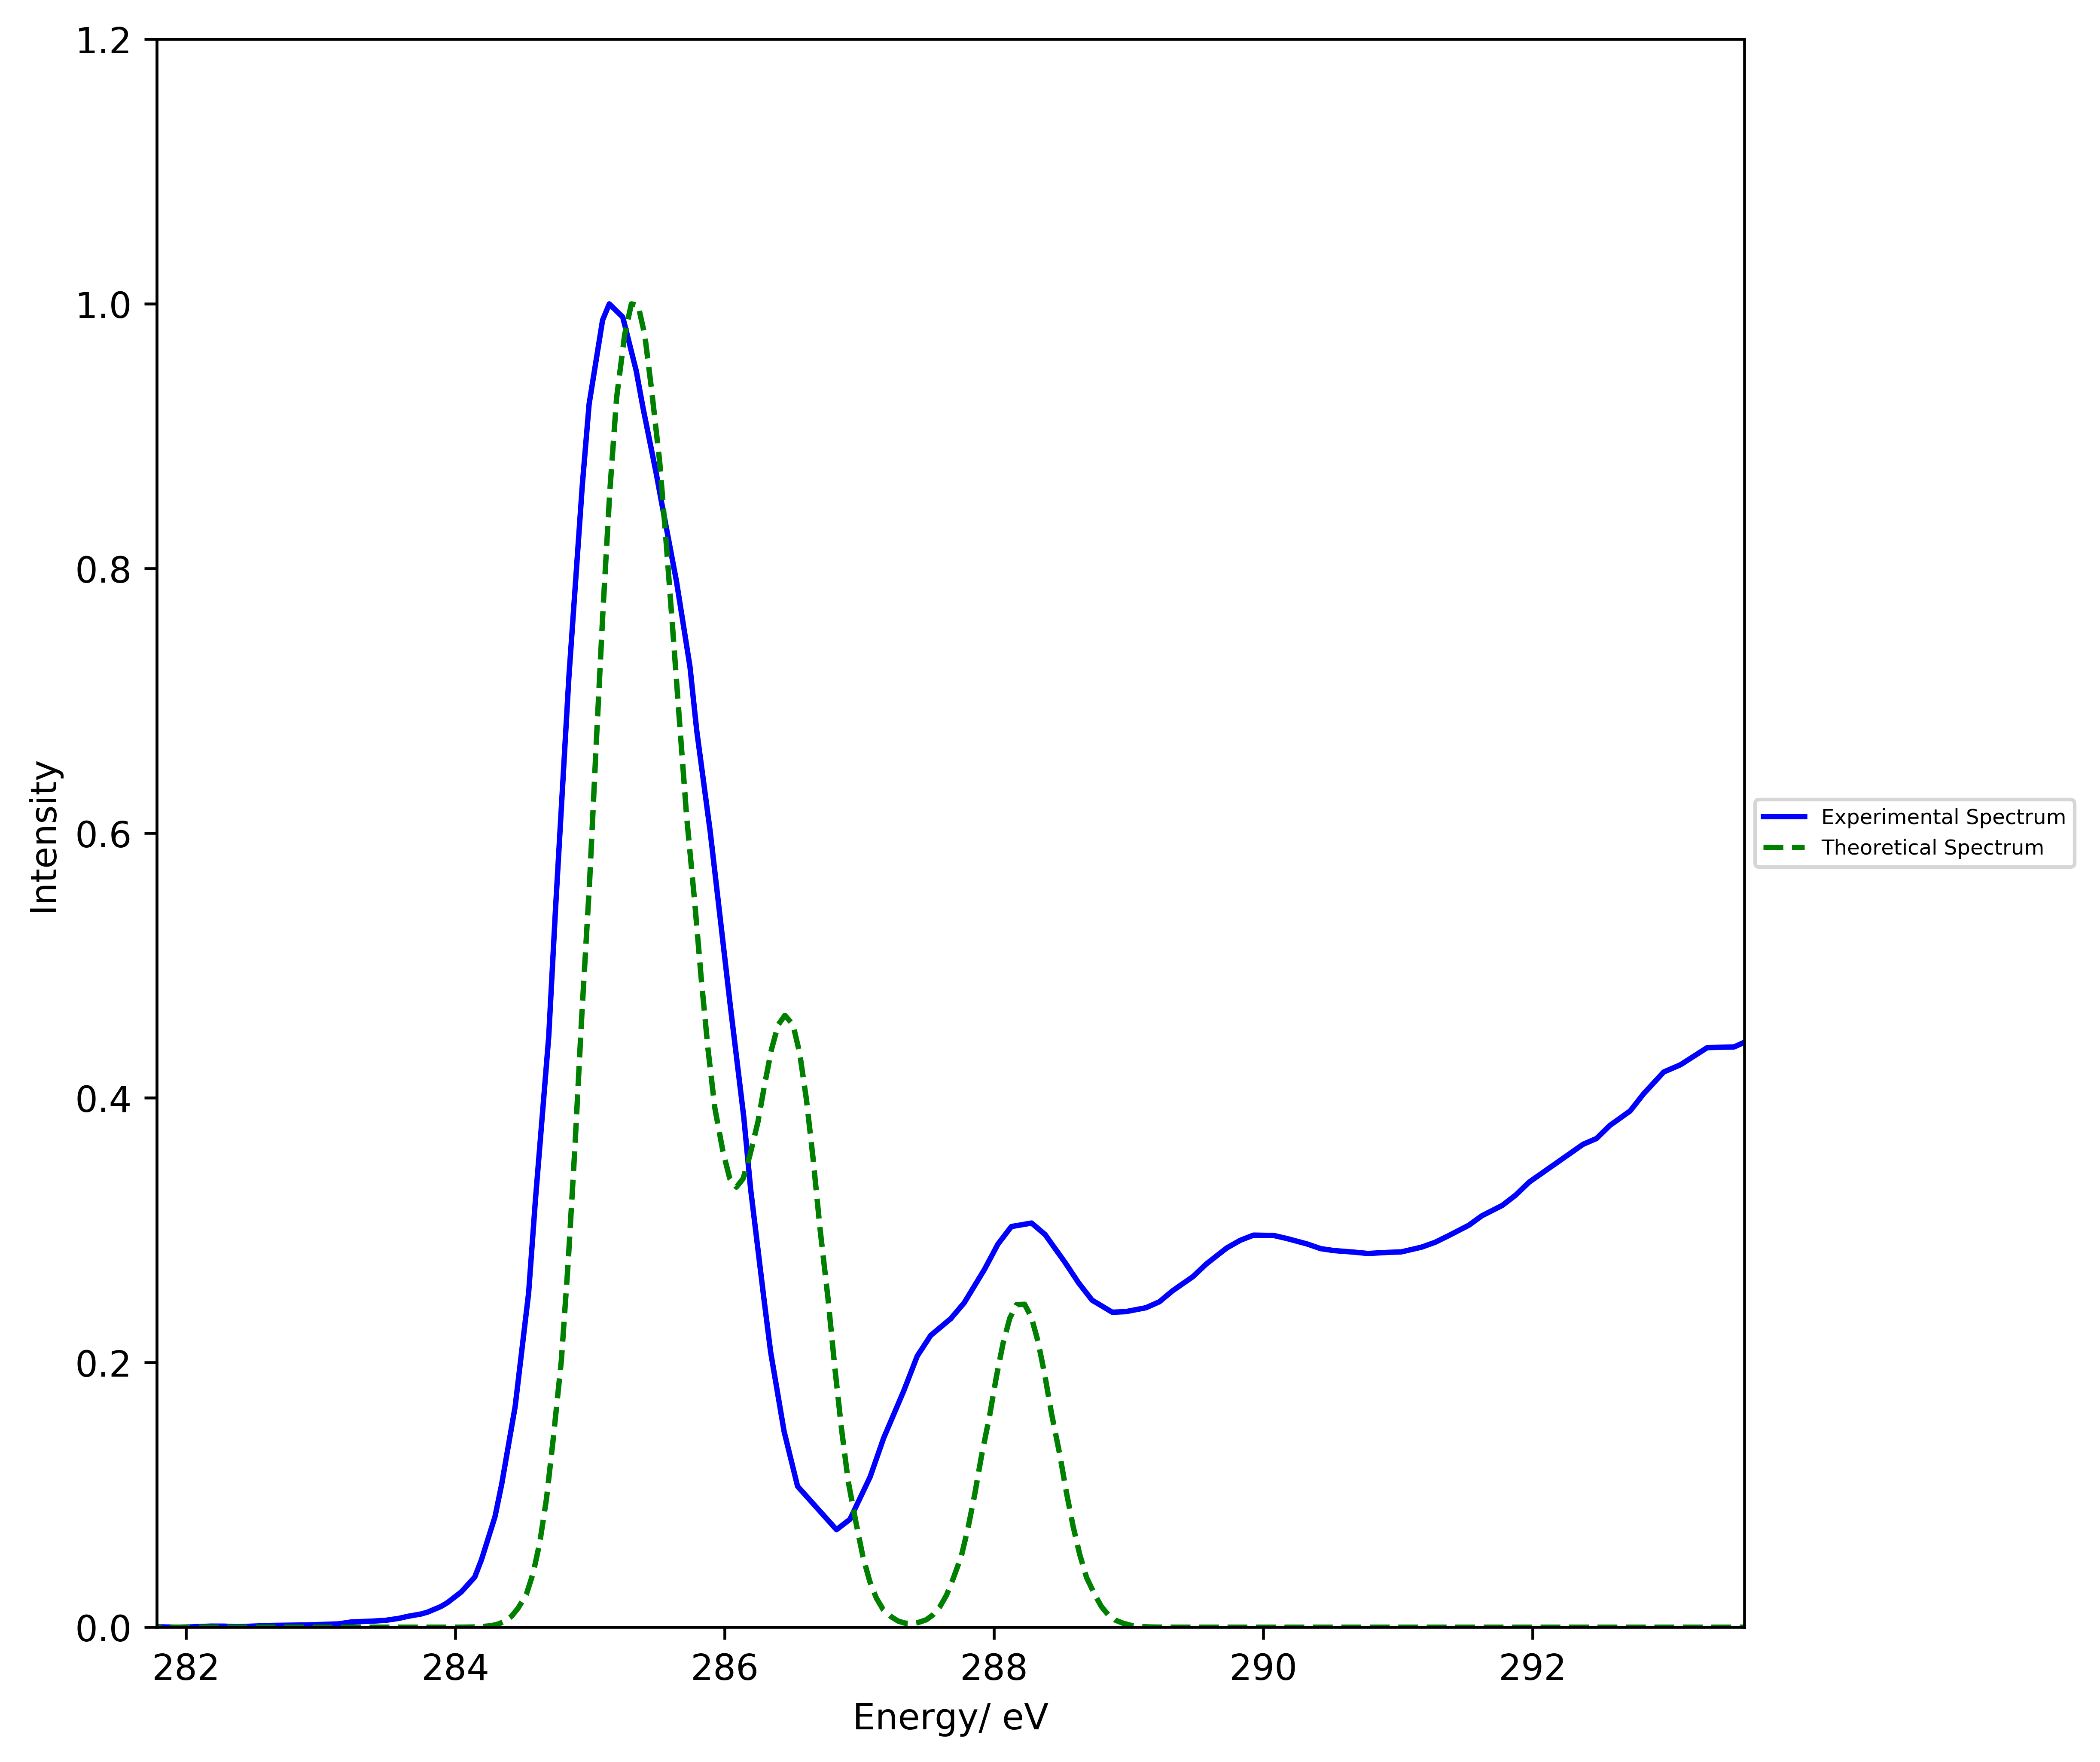 1.2
1.0
0.8
0.6
0.4
0.2
0.0
Intensity
282 284 286 288 290 292
Energy/ eV
Experimental Spectrum
Theoretical Spectrum